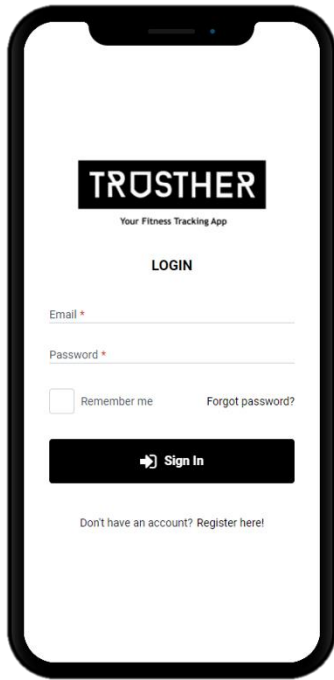 TRUSTHER
Your Fitness Tracking App
LOGIN
Email *
Password *
Remember me Forgot password?
Sign In
Don't have an account? Register here!